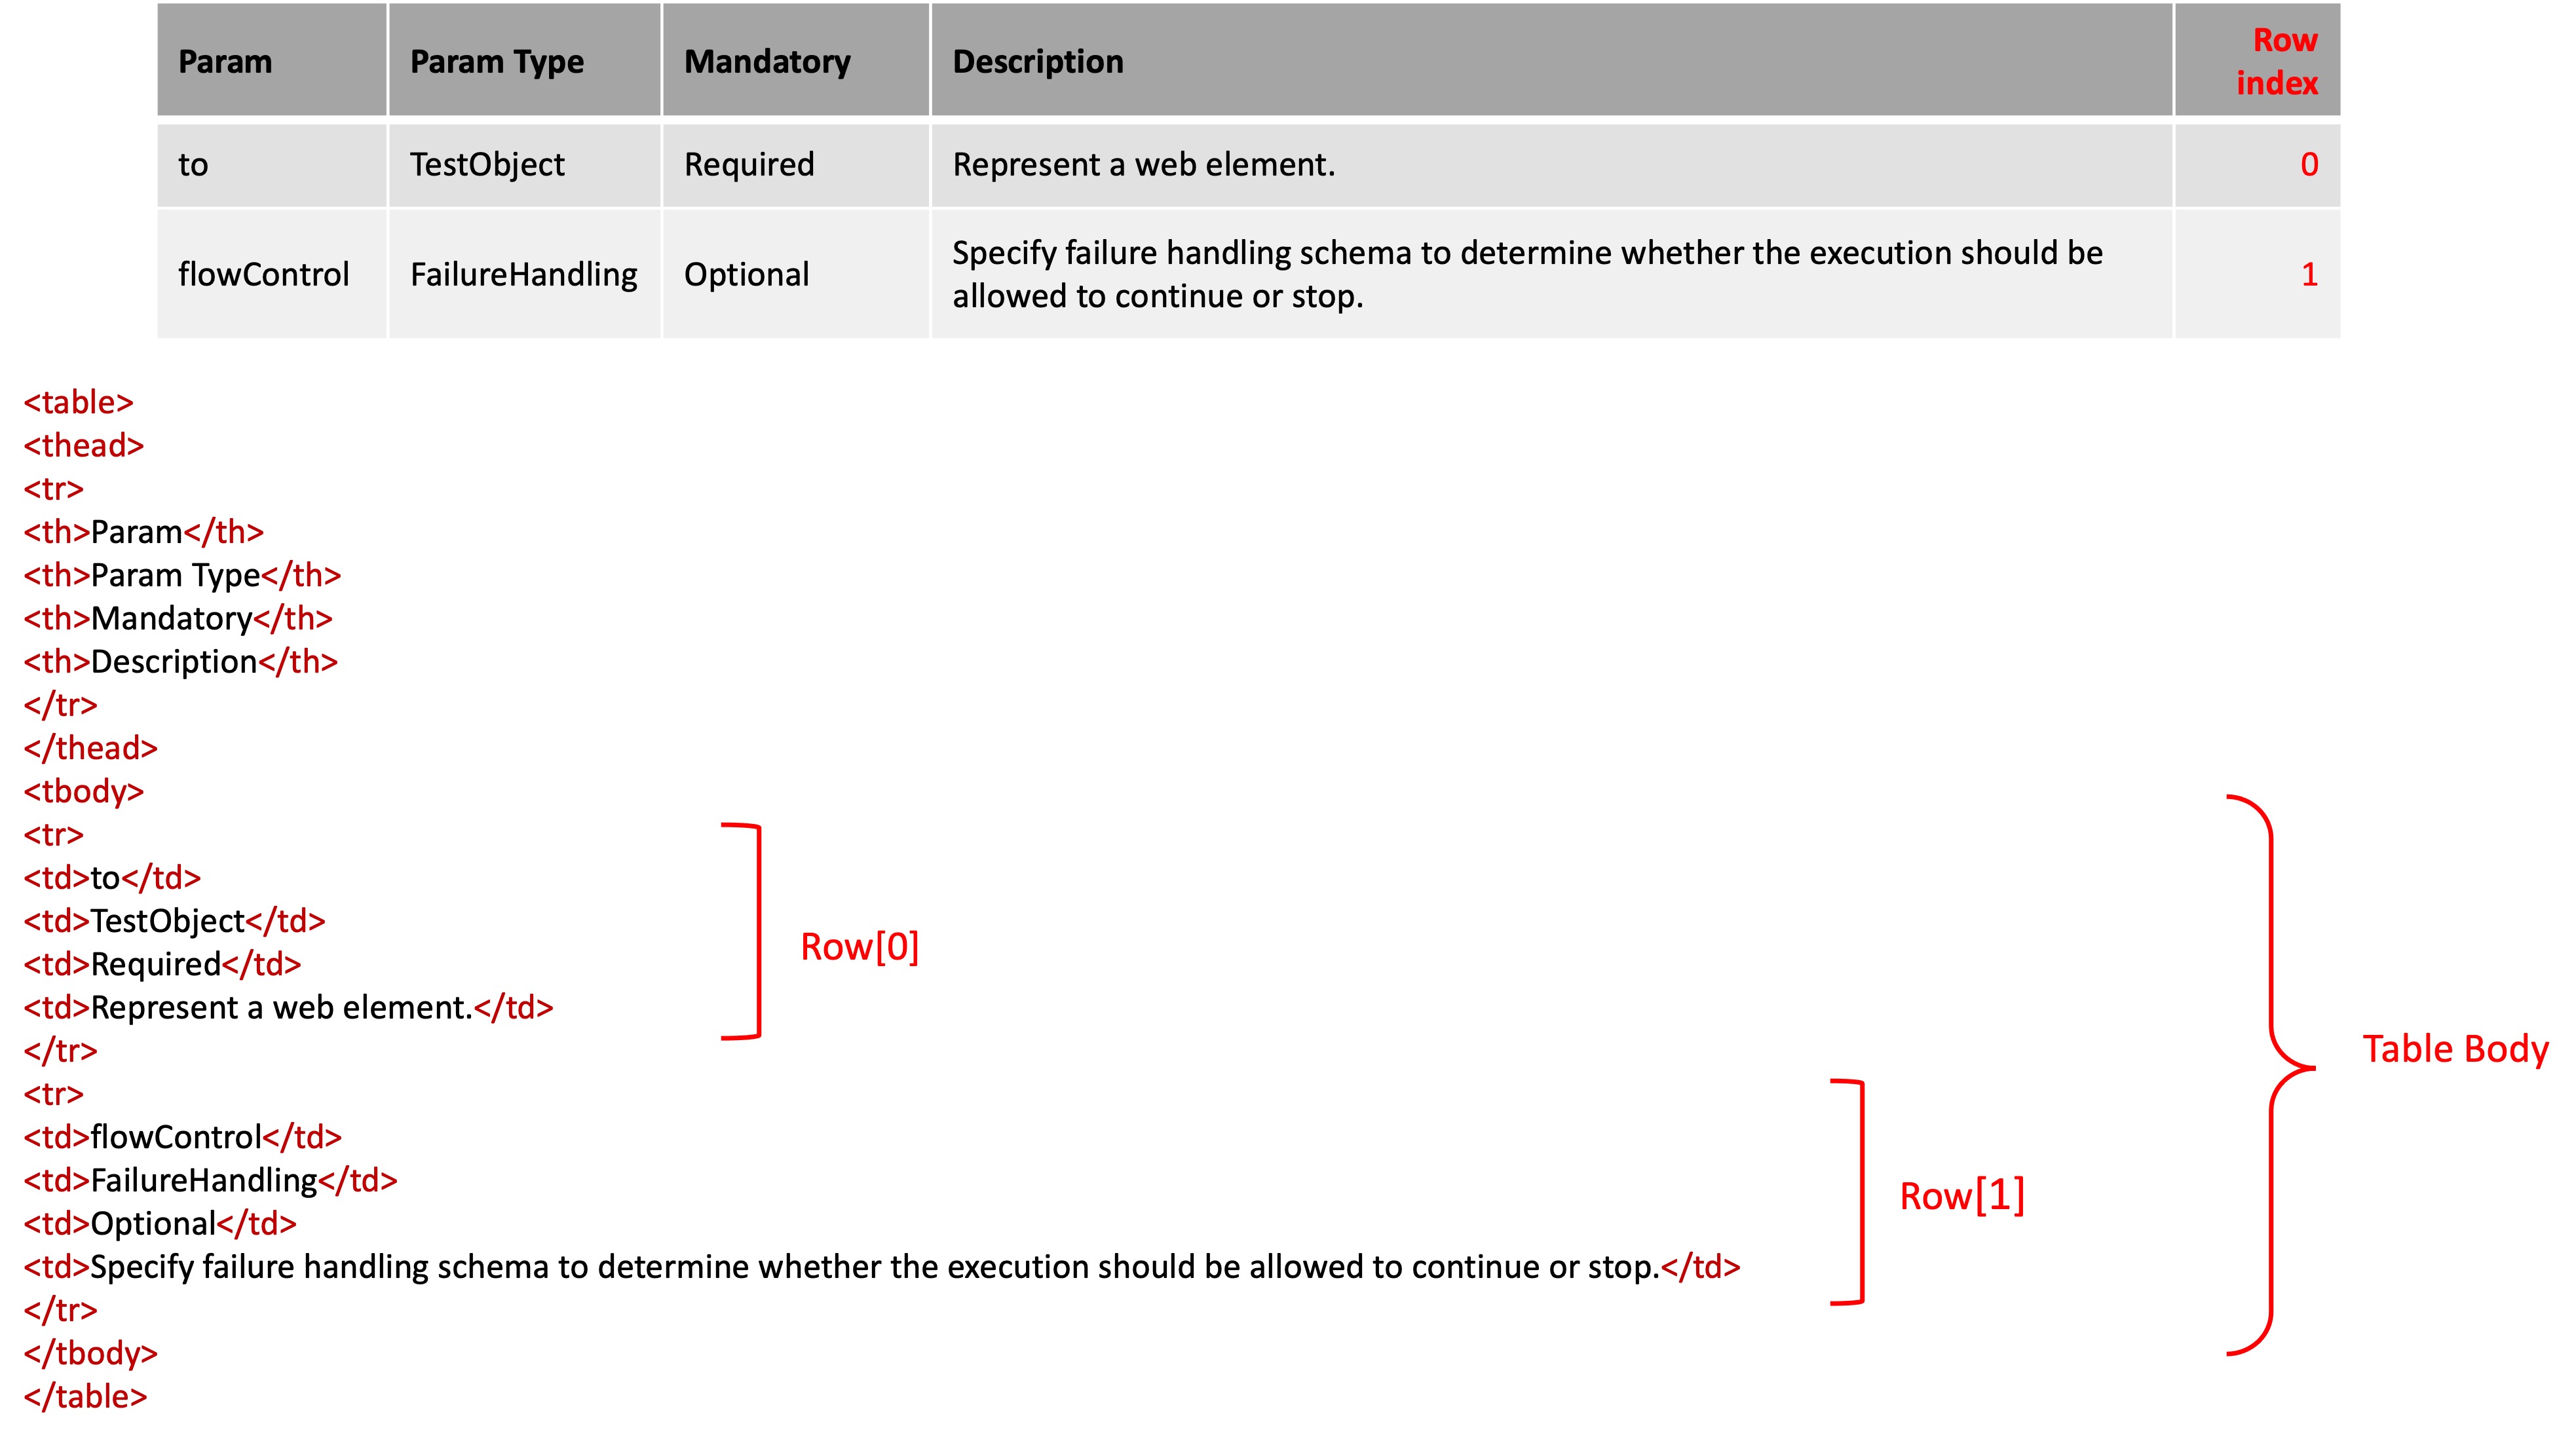 Param Param Type Mandatory Description Row index
to TestObject Required Represent a web element. 0
flowControl FailureHandling Optional Specify failure handling schema to determine whether the execution should be
allowed to continue or stop. 1
<table>
<thead>
<tr>
<th>Param</th>
<th>Param Type</th>
<th>Mandatory</th>
<th>Description</th>
</tr>
</thead>
<tbody>
<tr>
<td>to</td>
<td>TestObject</td>
<td>Required</td>
Row[0]
<td>Represent a web element.</td>
</tr>
Table Body
<tr>
<td>flowControl</td>
<td>FailureHandling</td>
Row[1]
<td>Optional</td>
<td>Specify failure handling schema to determine whether the execution should be allowed to continue or stop.</td>
</tr>
</tbody>
</table>